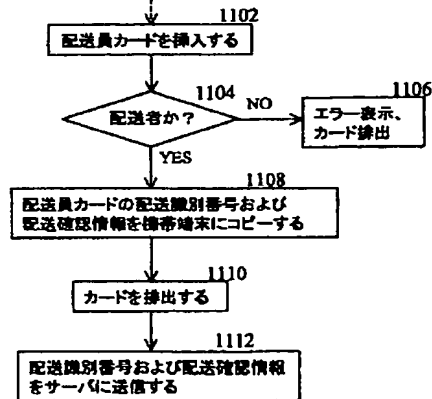 1102
配送員カードを挿入する
1104
配送者か？
NO
1106
エラー表示、
カード排出
YES
1108
配送員カードの配送識別番号および
配送確認情報を携帯端末にコピーする
1110
カードを排出する
1112
配送識別番号および配送確認情報
をサーバに送信する